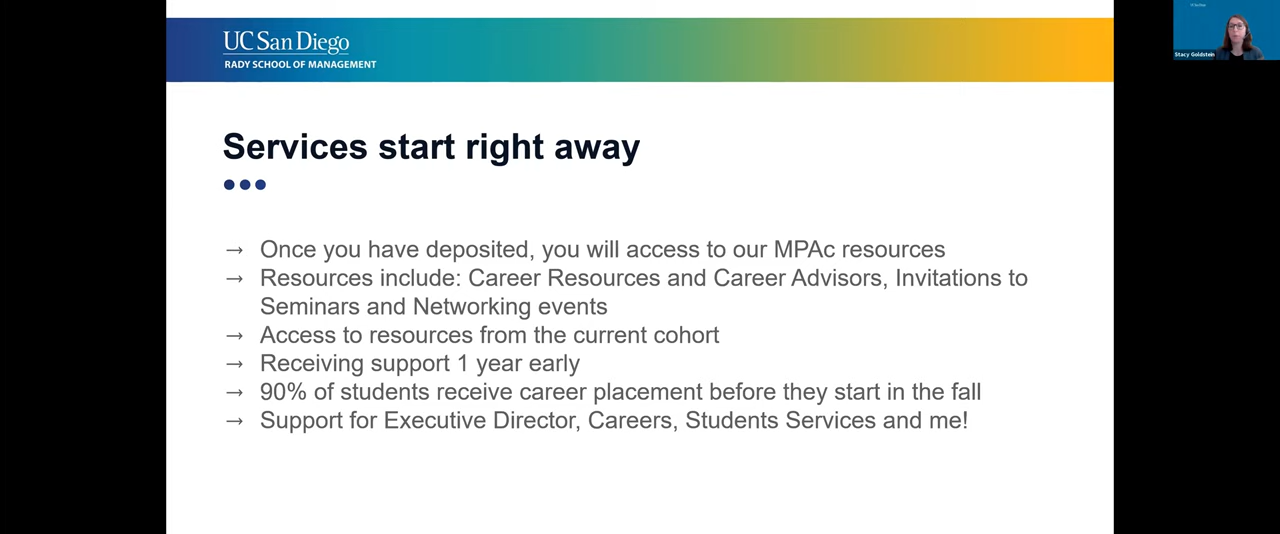 UC San Diego
RADY SCHOOL OF MANAGEMENT
Stacy Goldstein
Services start right away
→ Once you have deposited, you will access to our MPAc resources
→ Resources include: Career Resources and Career Advisors, Invitations to
Seminars and Networking events
→ Access to resources from the current cohort
→ Receiving support 1 year early
→ 90% of students receive career placement before they start in the fall
→ Support for Executive Director, Careers, Students Services and me!